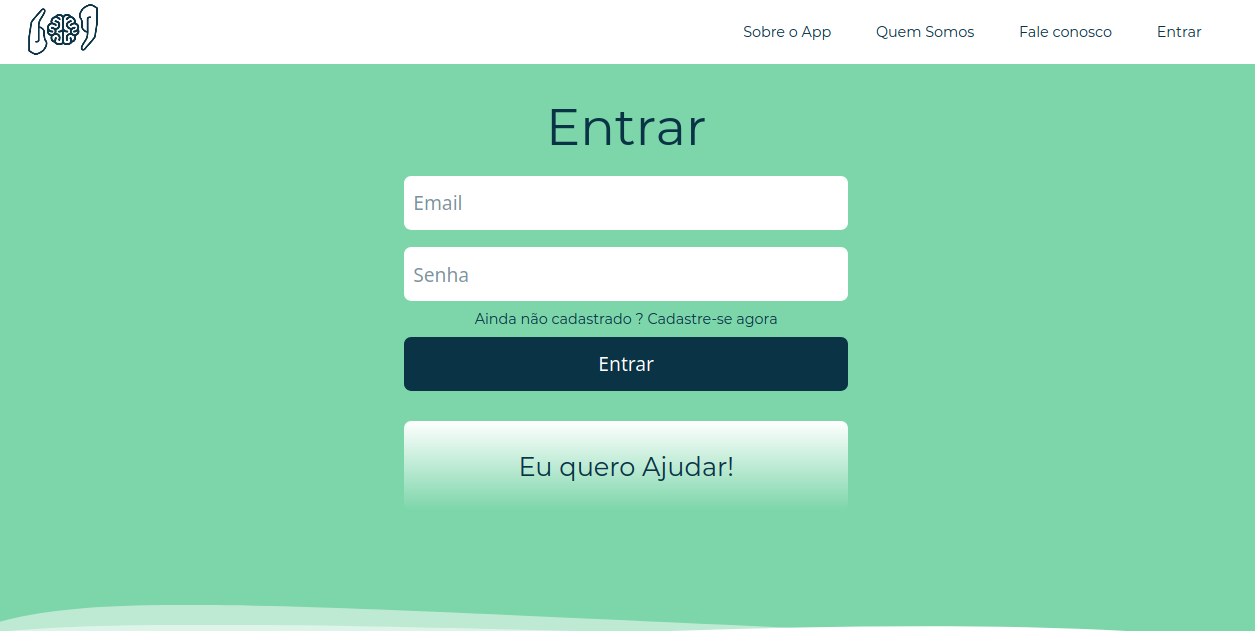 Sobre o App Quem Somos Fale conosco Entrar
Entrar
Email
Senha
Ainda não cadastrado ? Cadastre-se agora
Entrar
Eu quero Ajudar!